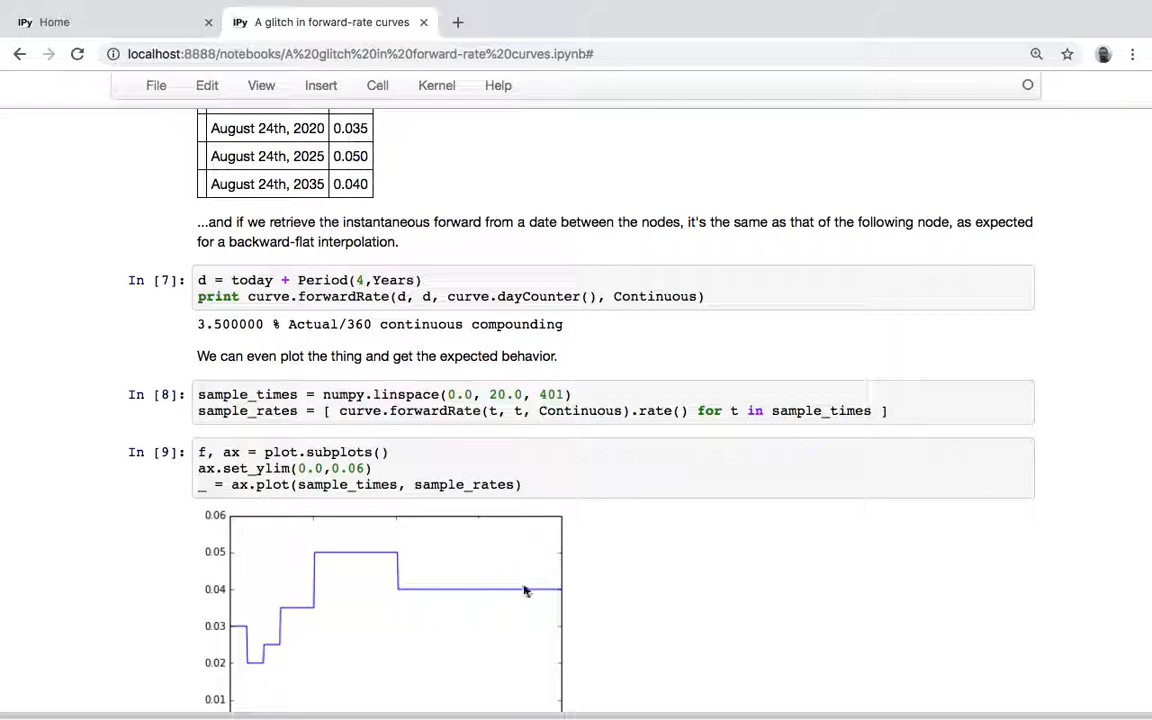 IPy Home
IPy A glitch in forward-rate curves
localhost:8888/notebooks/A%20glitch%20in%20forward-rate%20curves.ipynb#
File Edit View Insert Cell Kernel Help
August 24th, 2020 0.035
August 24th, 2025 0.050
August 24th, 2035 0.040
...and if we retrieve the instantaneous forward from a date between the nodes, it's the same as that of the following node, as expected
for a backward-flat interpolation.
In [7]: d = today + Period(4,Years)
print curve.forwardRate(d, d, curve.dayCounter(), Continuous)
3.500000 % Actual/360 continuous compounding
We can even plot the thing and get the expected behavior.
In [8]: sample_times = numpy.linspace(0.0, 20.0, 401)
sample_rates = [ curve.forwardRate(t, t, Continuous).rate() for t in sample_times ]
In [9]: f, ax = plot.subplots()
ax.set_ylim(0.0,0.06)
_ = ax.plot(sample_times, sample_rates)
0.06
0.05
0.04
0.03
0.02
0.01